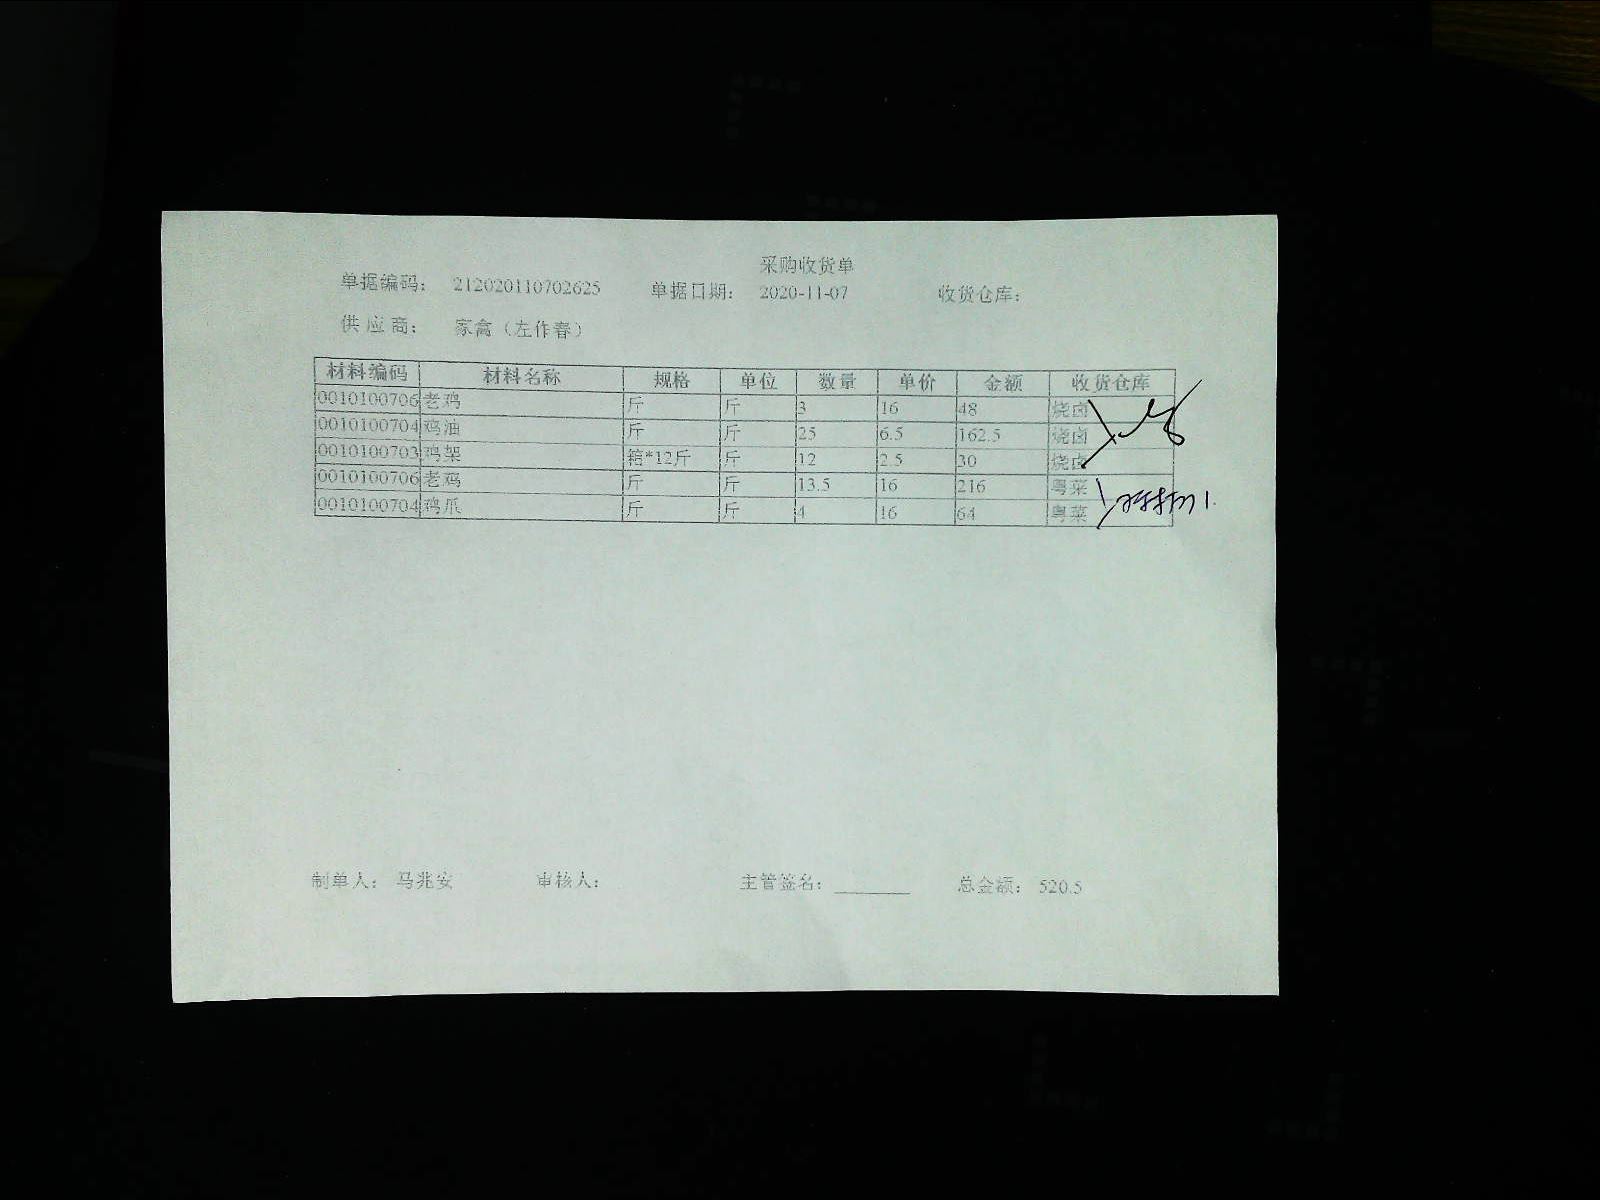 采购收货单
单据编码： 212020110702625 单据日期： 2020-11-07 收货仓库：
供 应 商： 家禽（左作春）
材料编码 材料名称 规格 单位 数量 单价 金额 收货仓库
0010100706 老鸡 斤 斤 3 16 48 烧卤
0010100704 鸡油 斤 斤 25 6.5 162.5 烧卤
0010100703 鸡架 箱*12斤 斤 12 2.5 30 烧卤
0010100706 老鸡 斤 斤 13.5 16 216 粤菜
0010100704 鸡爪 斤 斤 4 16 64 粤菜
制单人： 马兆安 审核人： 主管签名： ________ 总金额： 520.5